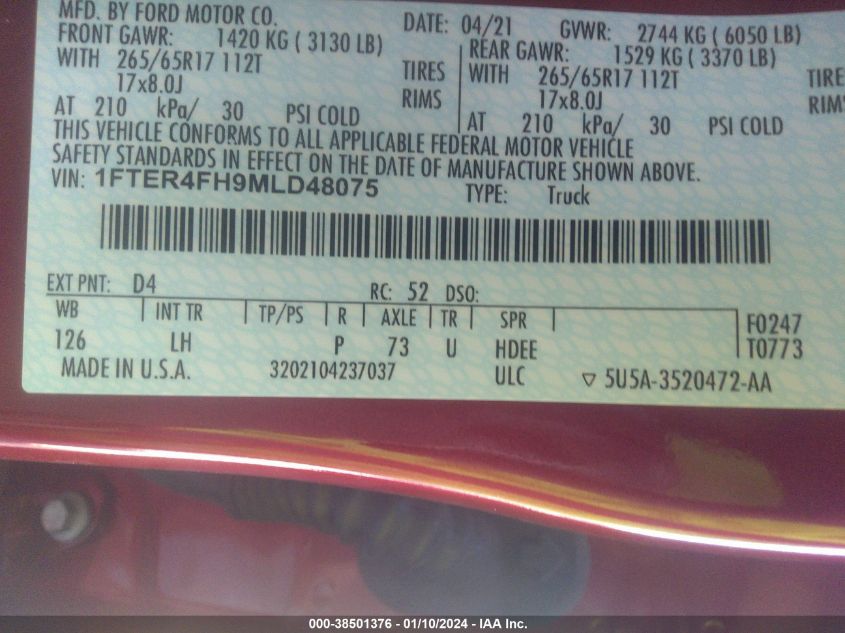 MFD. BY FORD MOTOR CO.
DATE: 04/21 GVWR: 2744 KG ( 6050 LB)
FRONT GAWR: 1420 KG ( 3130 LB) REAR GAWR: 1529 KG ( 3370 LB)
WITH 265/65R17 112T TIRES WITH 265/65R17 112T TIRE
17x8.0J RIMS 17x8.0J RIM
AT 210 kPa/ 30 PSI COLD AT 210 kPa/ 30 PSI COLD
THIS VEHICLE CONFORMS TO ALL APPLICABLE FEDERAL MOTOR VEHICLE
SAFETY STANDARDS IN EFFECT ON THE DATE OF MANUFACTURE SHOWN ABOVE.
VIN: 1FTER4FH9MLD48075 TYPE: Truck
EXT PNT: D4 RC: 52 DSO:
WB INT TR TP/PS R AXLE TR SPR F0247
126 LH P 73 U HDEE T0773
MADE IN U.S.A. 3202104237037 ULC ▽ 5U5A-3520472-AA
000-38501376 - 01/10/2024 - IAA Inc.